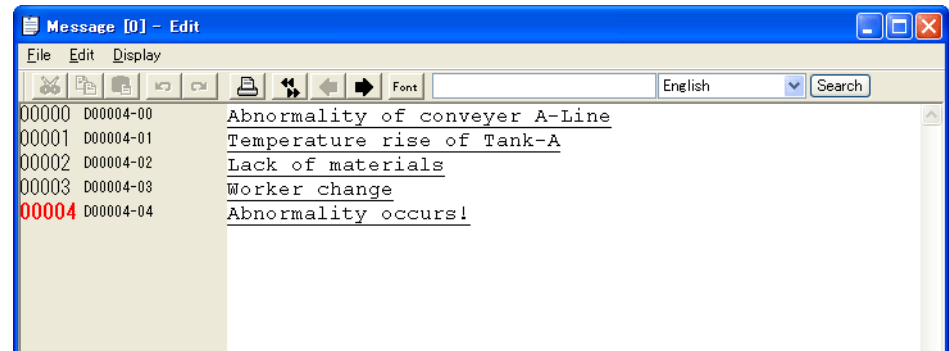 Message [0] - Edit
File Edit Display
Font English Search
00000 D00004-00 Abnormality of conveyer A-Line
00001 D00004-01 Temperature rise of Tank-A
00002 D00004-02 Lack of materials
00003 D00004-03 Worker change
00004 D00004-04 Abnormality occurs!